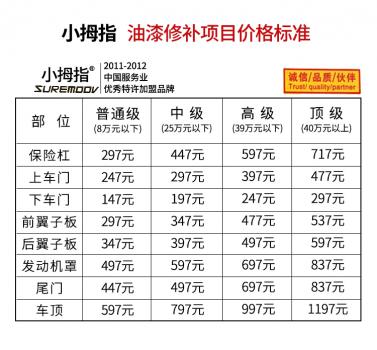 小拇指 油漆修补项目价格标准
小拇指®
SUREMOOV
2011-2012
中国服务业
优秀特许加盟品牌
诚信/品质/伙伴
Trust/ quality/ partner
部 位 普通级 中 级 高 级 顶 级
(8万元以下) (25万元以下) (39万元以下) (40万元以上)
保险杠 297元 447元 597元 717元
上车门 247元 297元 397元 477元
下车门 147元 197元 247元 297元
前翼子板 297元 347元 477元 537元
后翼子板 347元 397元 497元 597元
发动机罩 497元 597元 697元 837元
尾门 447元 497元 697元 837元
车顶 597元 797元 997元 1197元